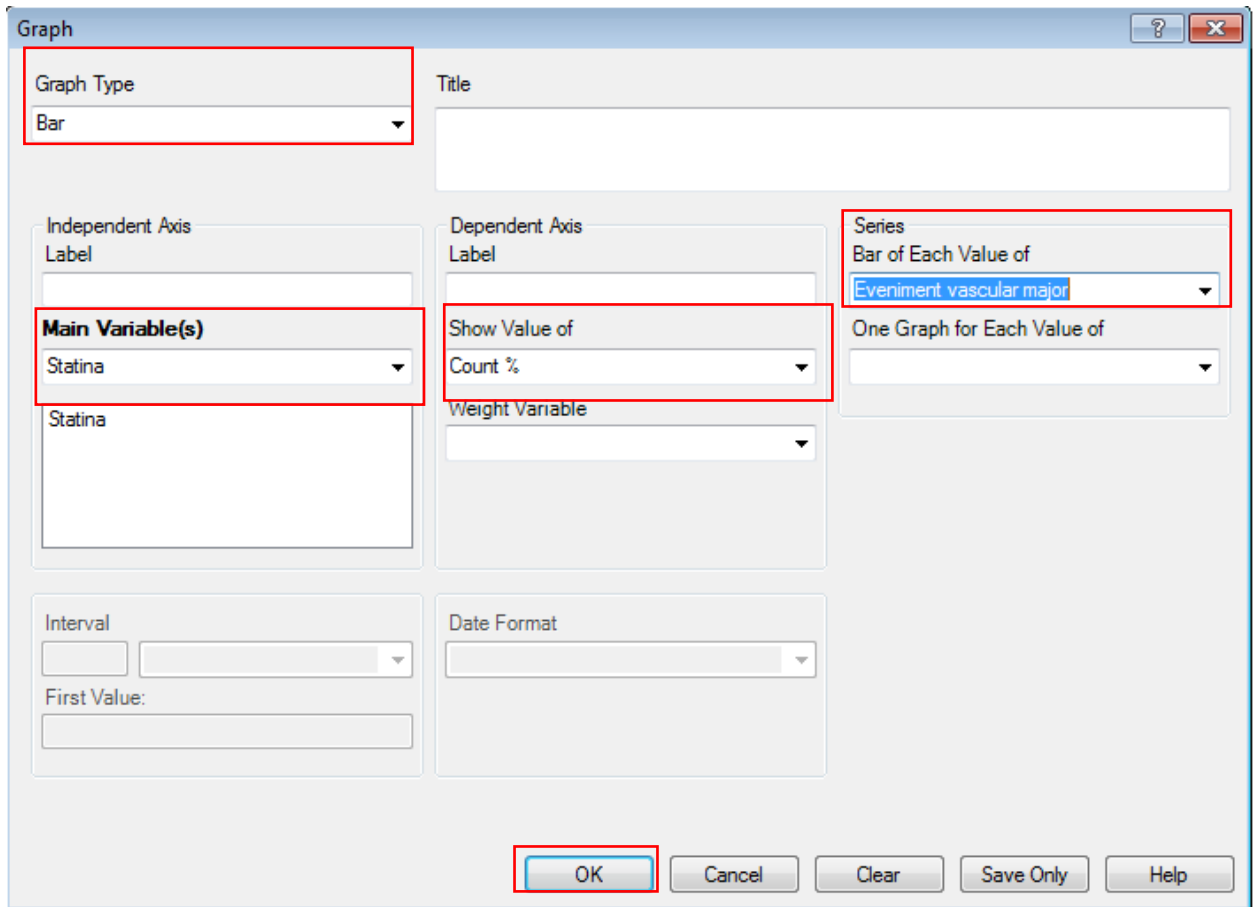 Graph
Graph Type
Title
Bar
Independent Axis
Label
Main Variable(s)
Statina
Statina
Dependent Axis
Label
Show Value of
Count %
Weight Variable
Series
Bar of Each Value of
Eveniment vascular major
One Graph for Each Value of
Interval
First Value:
Date Format
OK
Cancel
Clear
Save Only
Help